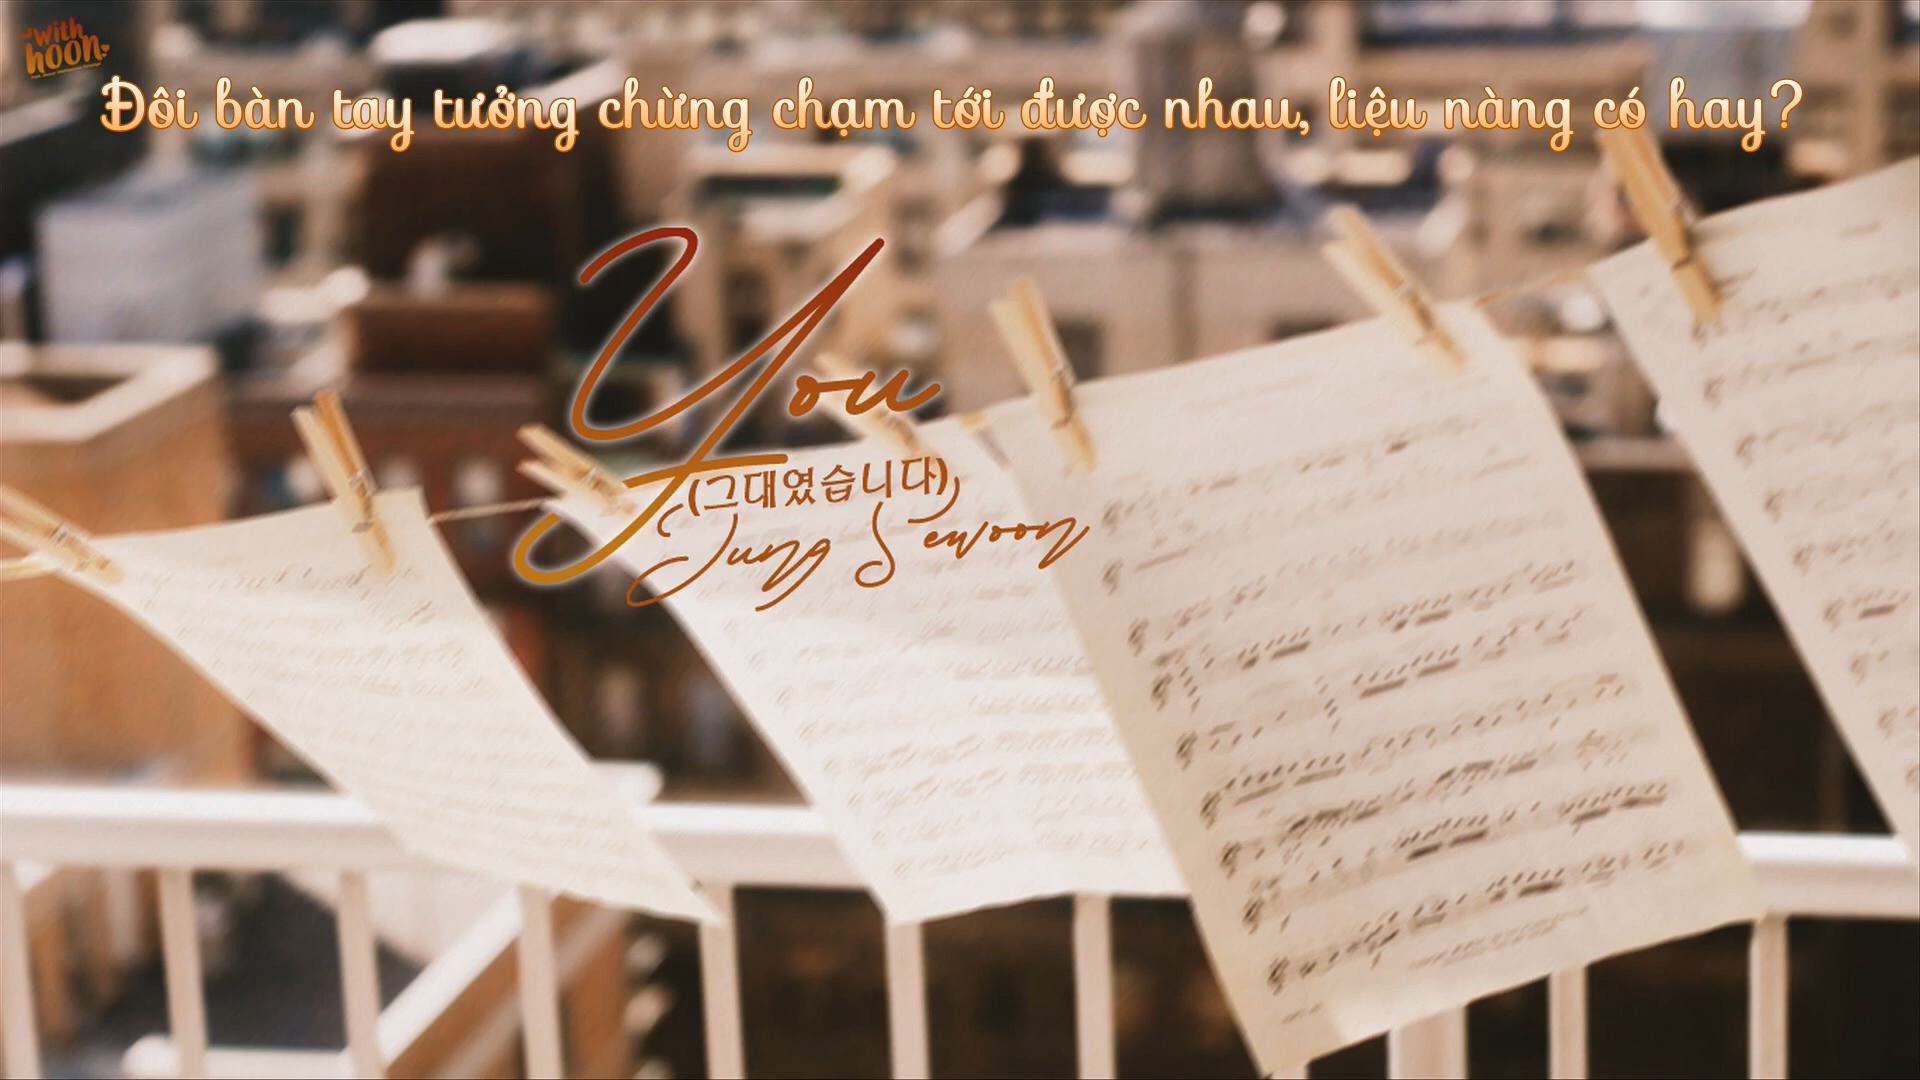 with
hoon
Đôi bàn tay tưởng chừng chạm tới được nhau, liệu nàng có hay?
You
(그대였습니다)
Jung Sewoon